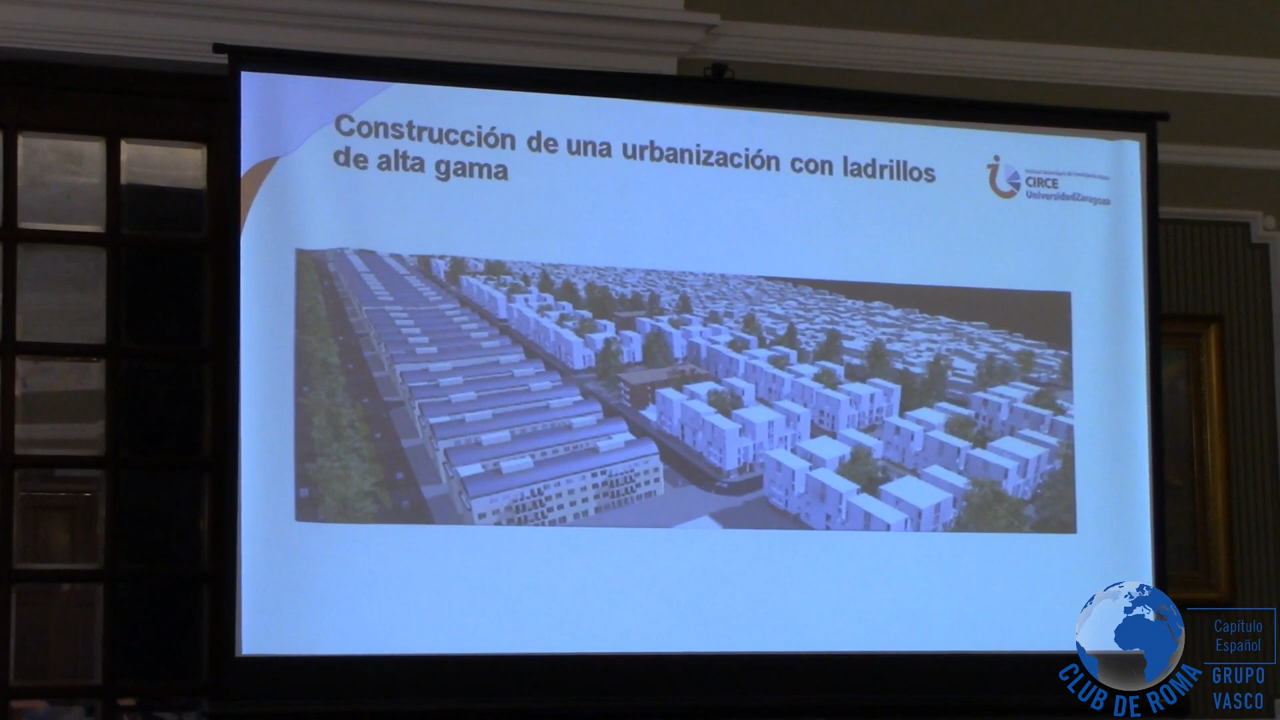 Construcción de una urbanización con ladrillos
de alta gama
CIRCE
UniversidadZaragoza
Capítulo
Español
GRUPO
VASCO
CLUB DE ROMA